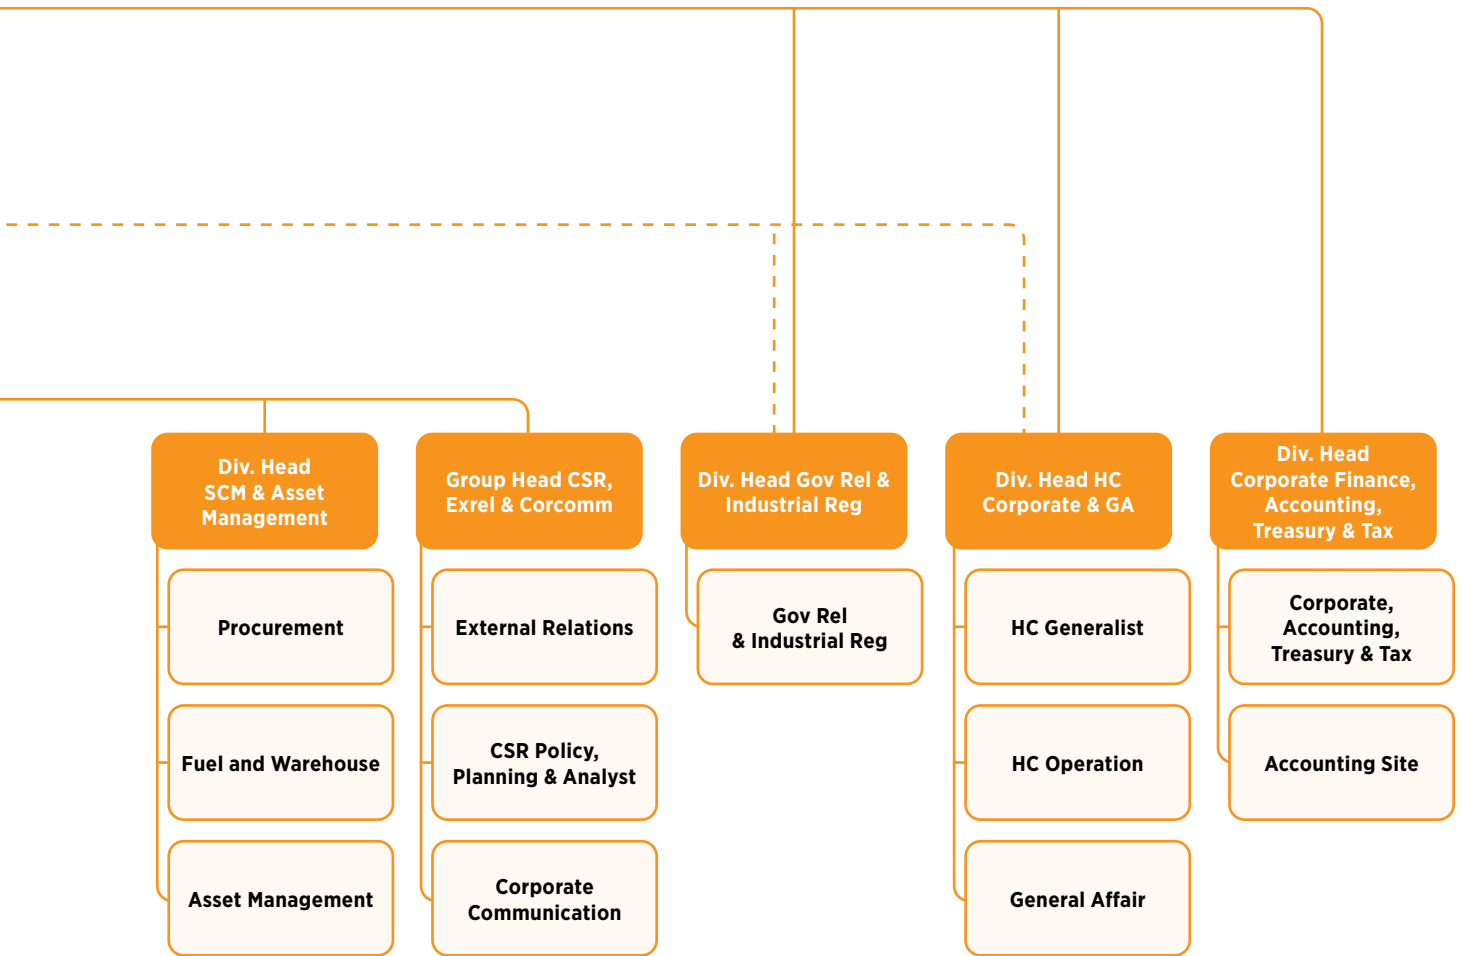 Div. Head
SCM & Asset
Management
Group Head CSR,
Exrel & Corcomm
Div. Head Gov Rel &
Industrial Reg
Div. Head HC
Corporate & GA
Div. Head
Corporate Finance,
Accounting,
Treasury & Tax
Procurement
Fuel and Warehouse
Asset Management
External Relations
CSR Policy,
Planning & Analyst
Corporate
Communication
Gov Rel
& Industrial Reg
HC Generalist
HC Operation
General Affair
Corporate,
Accounting,
Treasury & Tax
Accounting Site